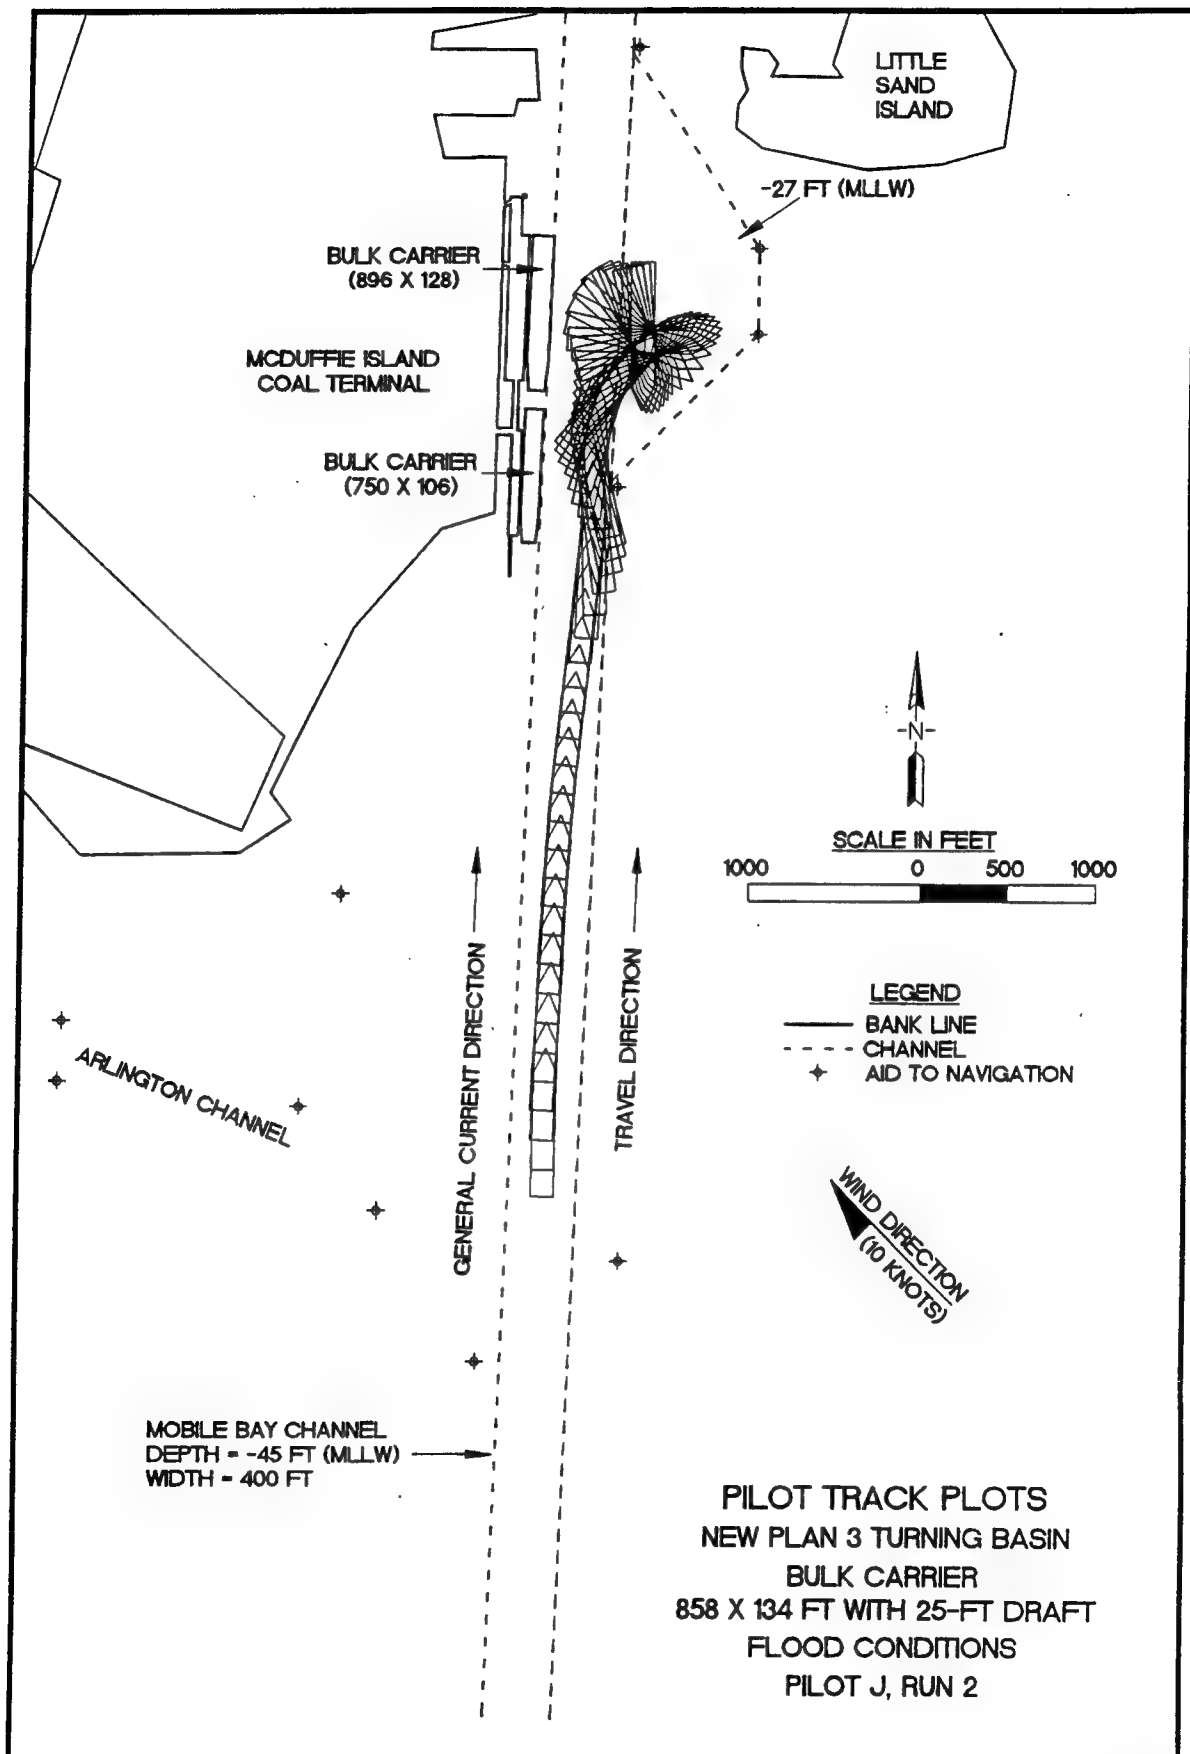 LITTLE
SAND
ISLAND
-27 FT (MLLW)
BULK CARRIER
(896 X 128)
MCDUFFIE ISLAND
COAL TERMINAL
BULK CARRIER
(750 X 106)
-N-
SCALE IN FEET
1000 0 500 1000
GENERAL CURRENT DIRECTION
TRAVEL DIRECTION
LEGEND
BANK LINE
CHANNEL
AID TO NAVIGATION
ARLINGTON CHANNEL
WIND DIRECTION
(10 KNOTS)
MOBILE BAY CHANNEL
DEPTH = -45 FT (MLLW)
WIDTH = 400 FT
PILOT TRACK PLOTS
NEW PLAN 3 TURNING BASIN
BULK CARRIER
858 X 134 FT WITH 25-FT DRAFT
FLOOD CONDITIONS
PILOT J, RUN 2